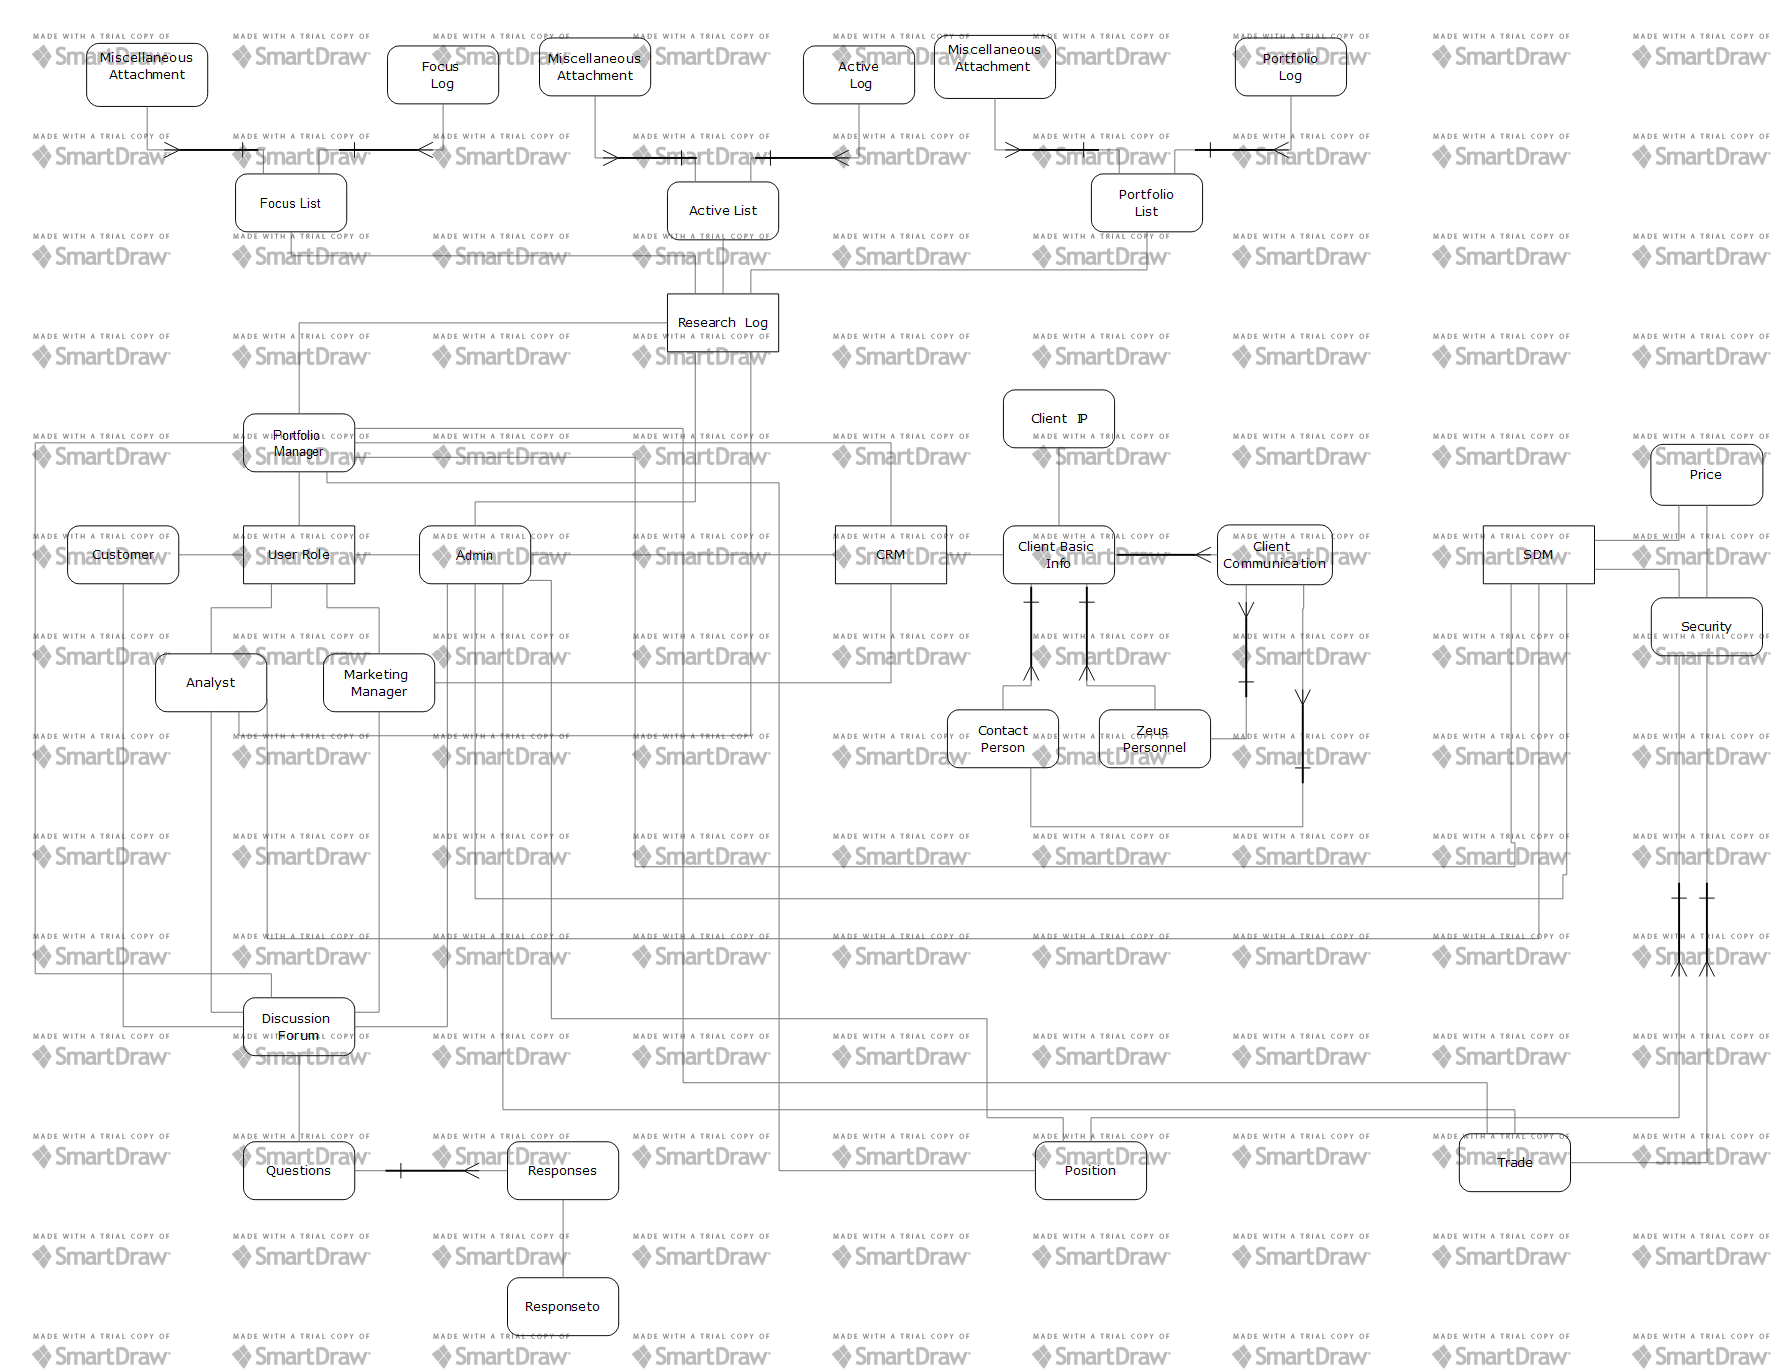 MADE WITH A TRIAL COPY OF
SmartDraw
Miscellaneous
Attachment
Focus
Log
Miscellaneous
Attachment
Active
Log
Miscellaneous
Attachment
Portfolio
Log
Focus List
Active List
Portfolio
List
Research Log
Portfolio
Manager
Client IP
Price
Customer
User Role
Admin
CRM
Client Basic
Info
Client
Communication
SDM
Security
Analyst
Marketing
Manager
Contact
Person
Zeus
Personnel
Discussion
Forum
Questions
Responses
Position
Trade
Responseto